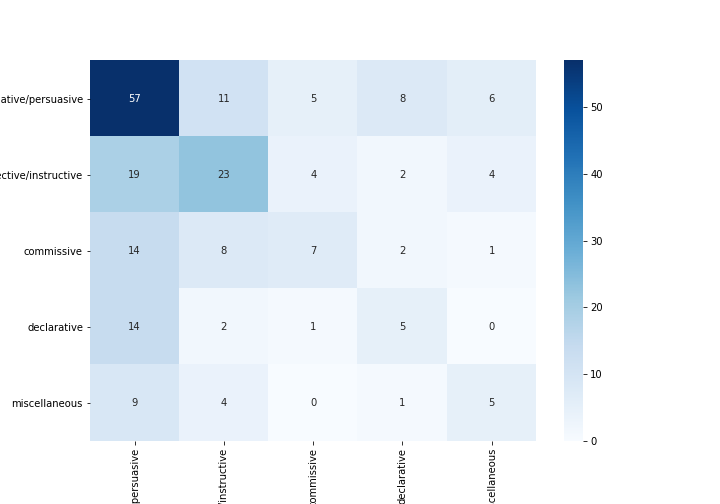 ative/persuasive 57 11 5 8 6
ective/instructive 19 23 4 2 4
commissive 14 8 7 2 1
declarative 14 2 1 5 0
miscellaneous 9 4 0 1 5
persuasive
instructive
ommissive
declarative
cellaneous
50
40
30
20
10
0